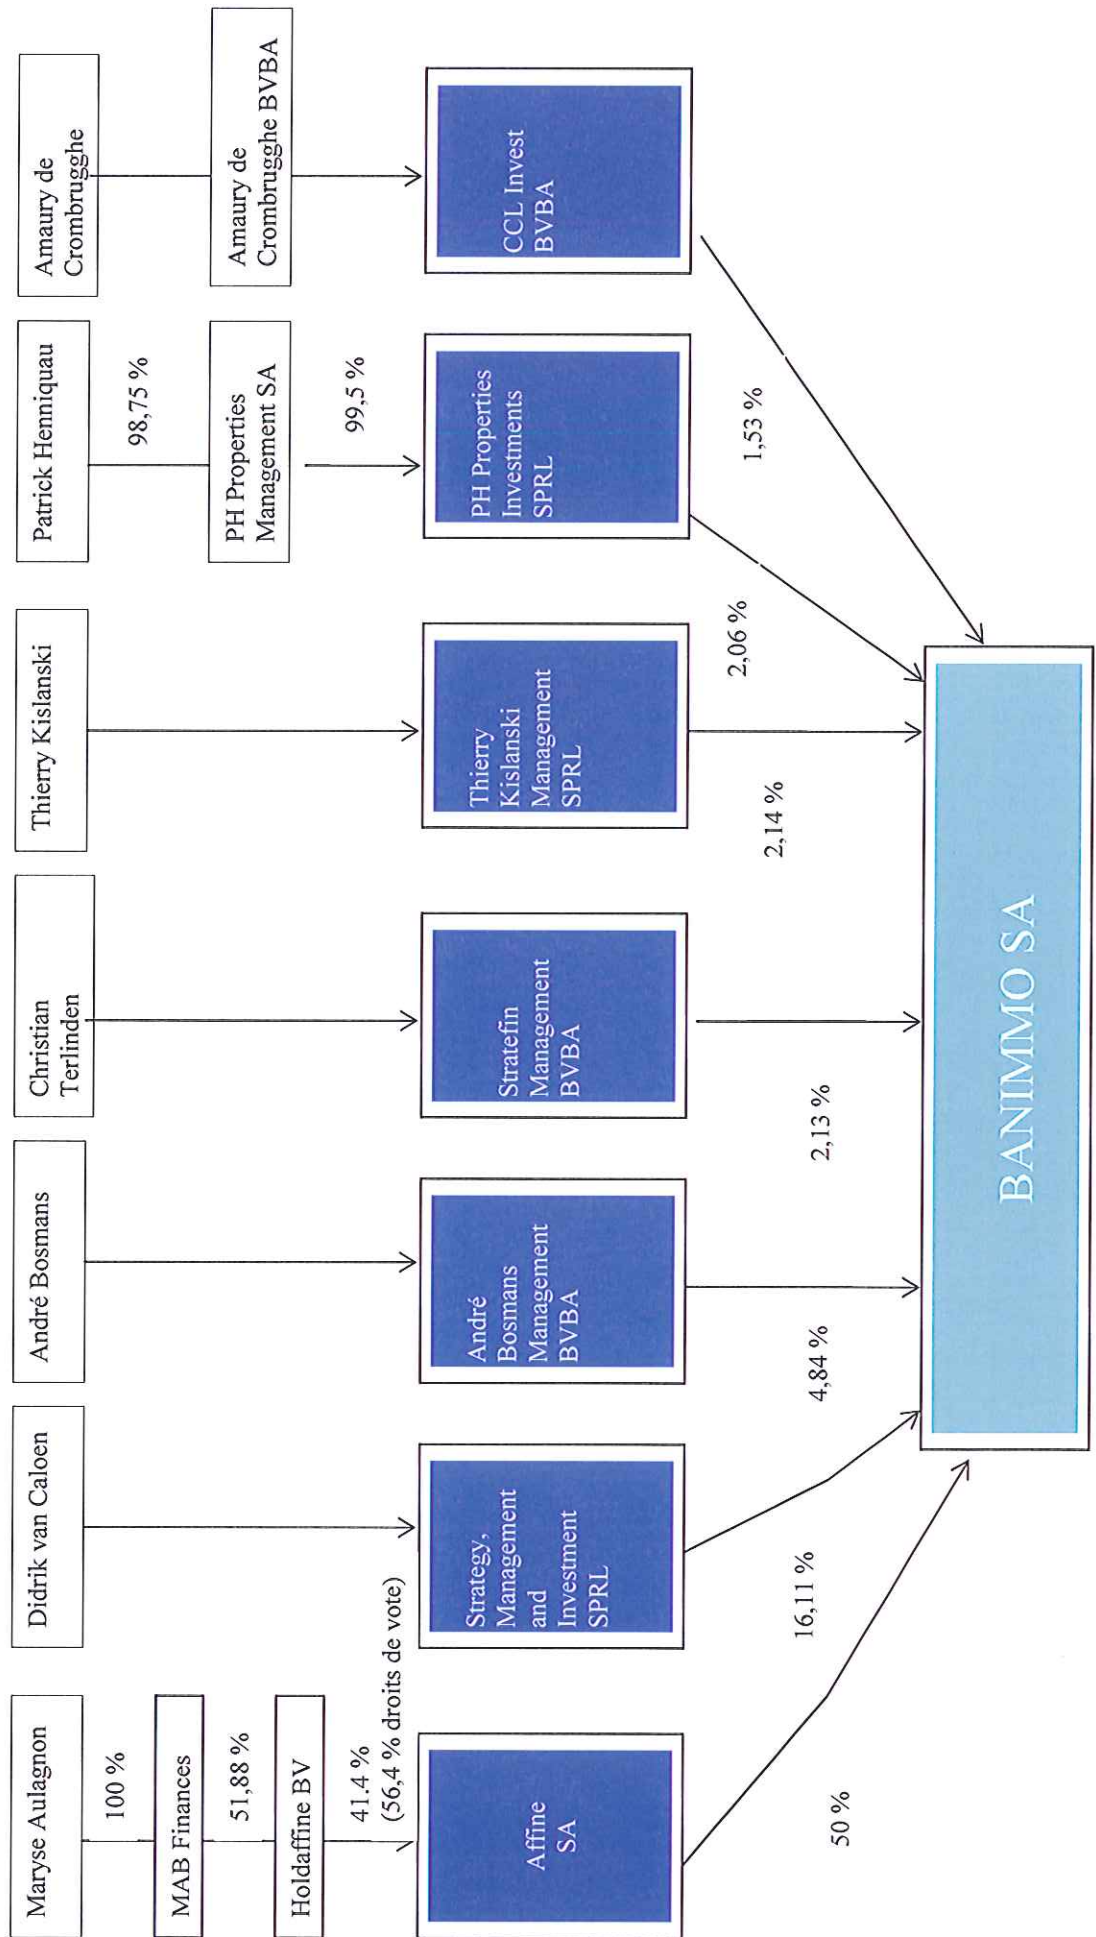 Maryse Aulagnon
100 %
MAB Finances
51,88 %
Holdaffine BV
41.4 %
(56,4 % droits de vote)
Affine
SA
50 %
Didrik van Caloen
Strategy,
Management
and
Investment
SPRL
16,11 %
André Bosmans
André
Bosmans
Management
BVBA
4,84 %
Christian
Terlinden
Stratefin
Management
BVBA
2,13 %
Thierry Kislanski
Thierry
Kislanski
Management
SPRL
2,14 %
Patrick Henniquau
98,75 %
PH Properties
Management SA
99,5 %
PH Properties
Investments
SPRL
2,06 %
Amaury de
Crombrugghe
Amaury de
Crombrugghe BVBA
CCL Invest
BVBA
1,53 %
BANIMMO SA